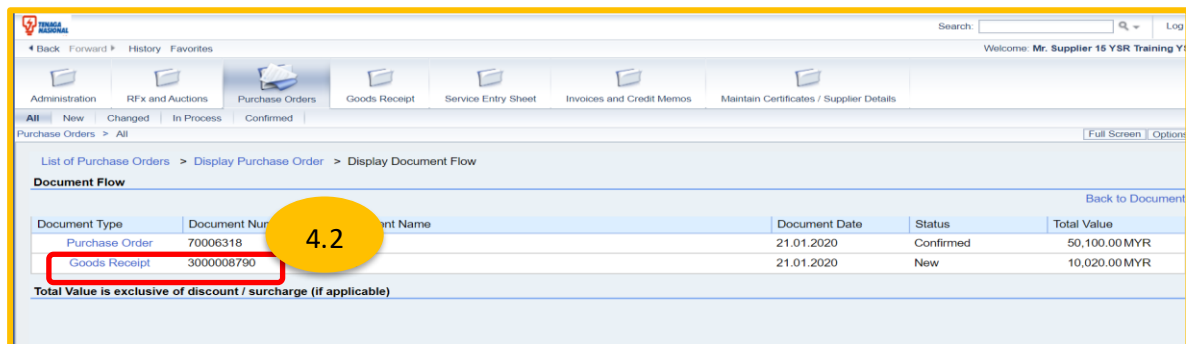 TENAGA NASIONAL
Search: Log
Back Forward History Favorites Welcome: Mr. Supplier 15 YSR Training
Administration RFx and Auctions Purchase Orders Goods Receipt Service Entry Sheet Invoices and Credit Memos Maintain Certificates / Supplier Details
All New Changed In Process Confirmed
Purchase Orders > All Full Screen Options
List of Purchase Orders > Display Purchase Order > Display Document Flow
Document Flow
Back to Document
Document Type Document Name Document Date Status Total Value
4.2
Purchase Order 70006318 21.01.2020 Confirmed 50,100.00 MYR
Goods Receipt 3000008790 21.01.2020 New 10,020.00 MYR
Total Value is exclusive of discount / surcharge (if applicable)